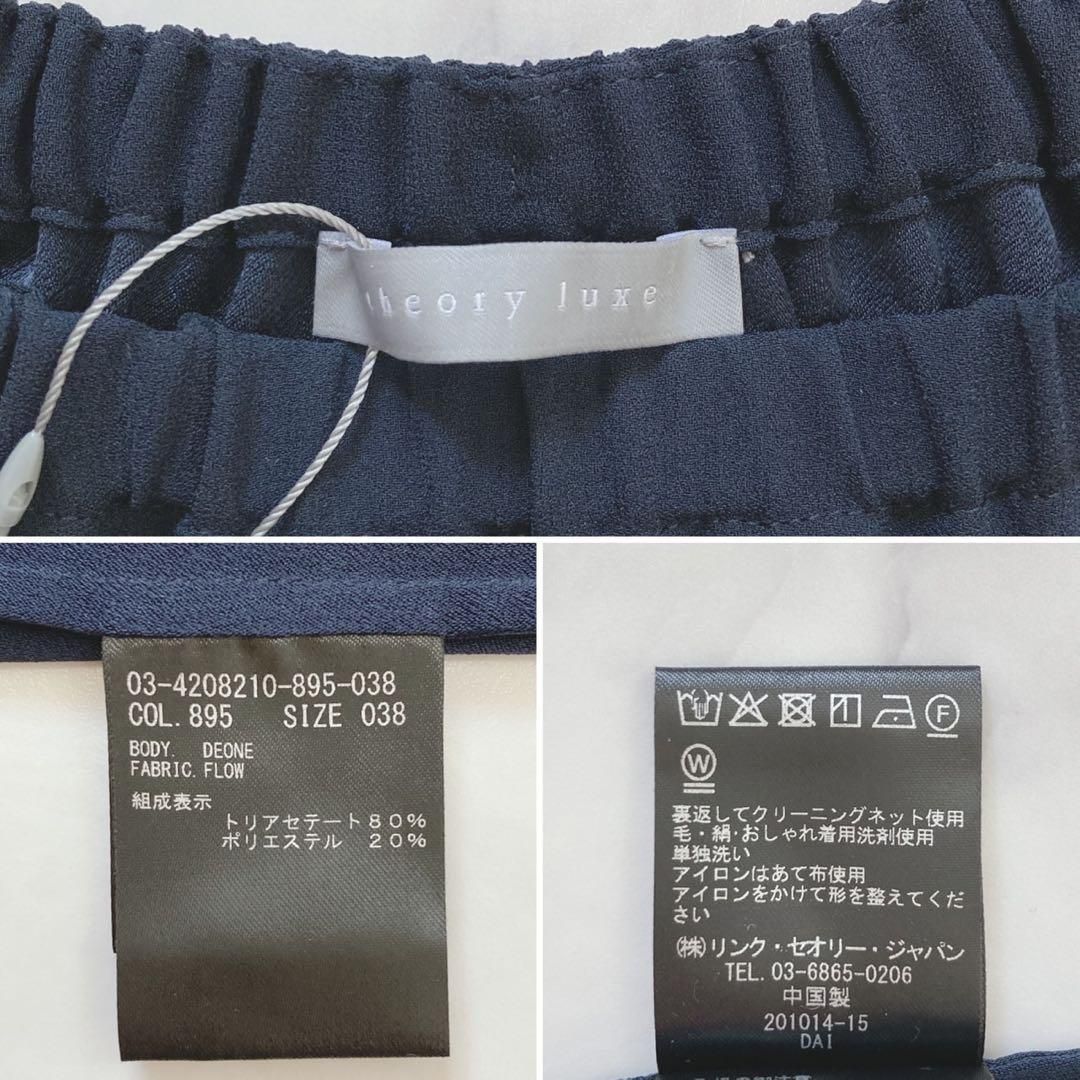 theory luxe
03-4208210-895-038
COL. 895 SIZE 038
BODY. DEONE
FABRIC. FLOW
組成表示
トリアセテート 80%
ポリエステル 20%
F
W
裏返してクリーニングネット使用
毛・絹・おしゃれ着用洗剤使用
単独洗い
アイロンはあて布使用
アイロンをかけて形を整えてくだ
さい
㈱リンク・セオリー・ジャパン
TEL. 03-6865-0206
中国製
201014-15
DAI